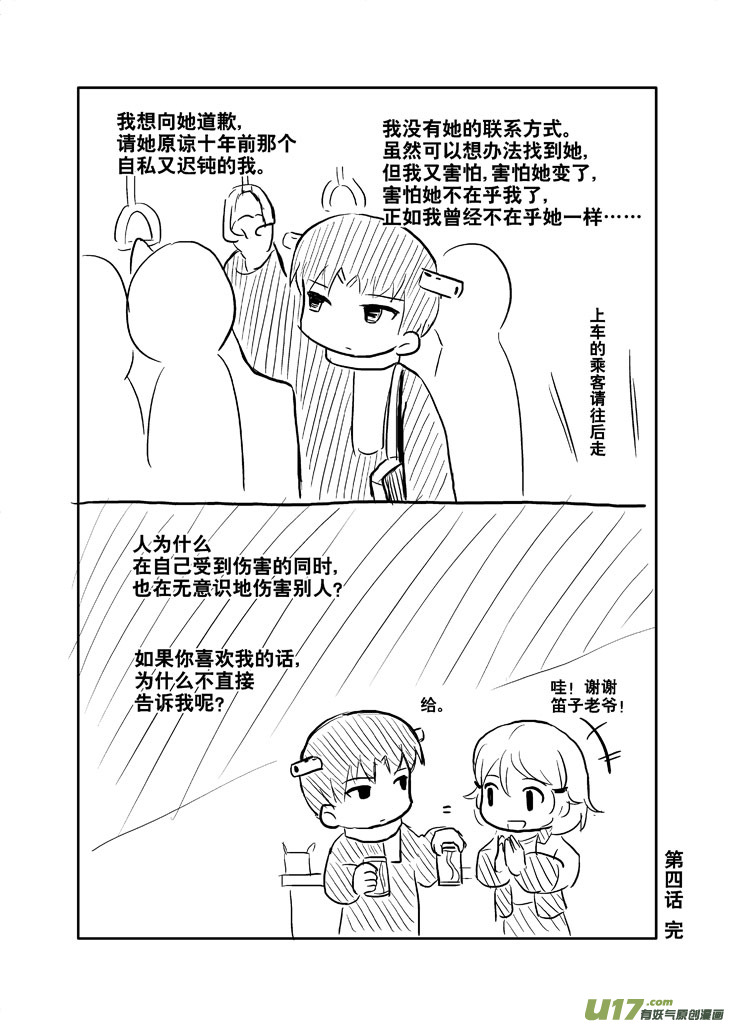 我想向她道歉，
请她原谅十年前那个
自私又迟钝的我。
我没有她的联系方式。
虽然可以想办法找到她，
但我又害怕，害怕她变了，
害怕她不在乎我了，
正如我曾经不在乎她一样……
上车的乘客请往后走
人为什么
在自己受到伤害的同时，
也在无意识地伤害别人？
如果你喜欢我的话，
为什么不直接
告诉我呢？
给。
哇！谢谢
笛子老爷！
第四话 完
U17.com
有妖气原创漫画